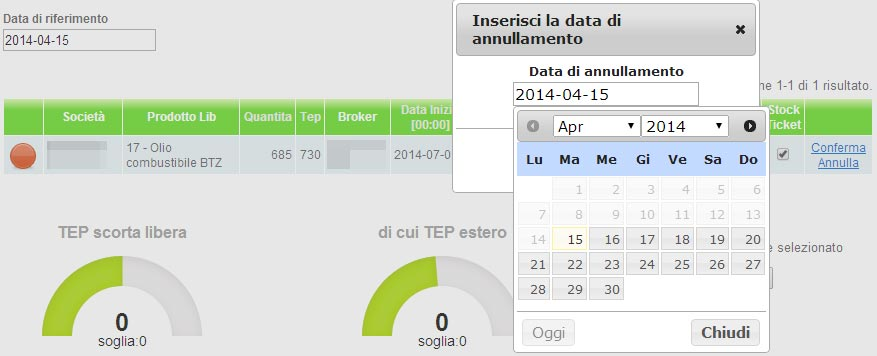 Data di riferimento
2014-04-15
Inserisci la data di
annullamento
Data di annullamento
2014-04-15
ne 1-1 di 1 risultato.
Società Prodotto Lib Quantita Tep Broker Data Inizi [00:00] Stock Ticket
17 - Olio combustibile BTZ 685 730 2014-07-0 Conferma
Annulla
Apr 2014
Lu Ma Me Gi Ve Sa Do
1 2 3 4 5 6
7 8 9 10 11 12 13
14 15 16 17 18 19 20
21 22 23 24 25 26 27
28 29 30
Oggi Chiudi
TEP scorta libera
0
soglia:0
di cui TEP estero
0
soglia:0
e selezionato